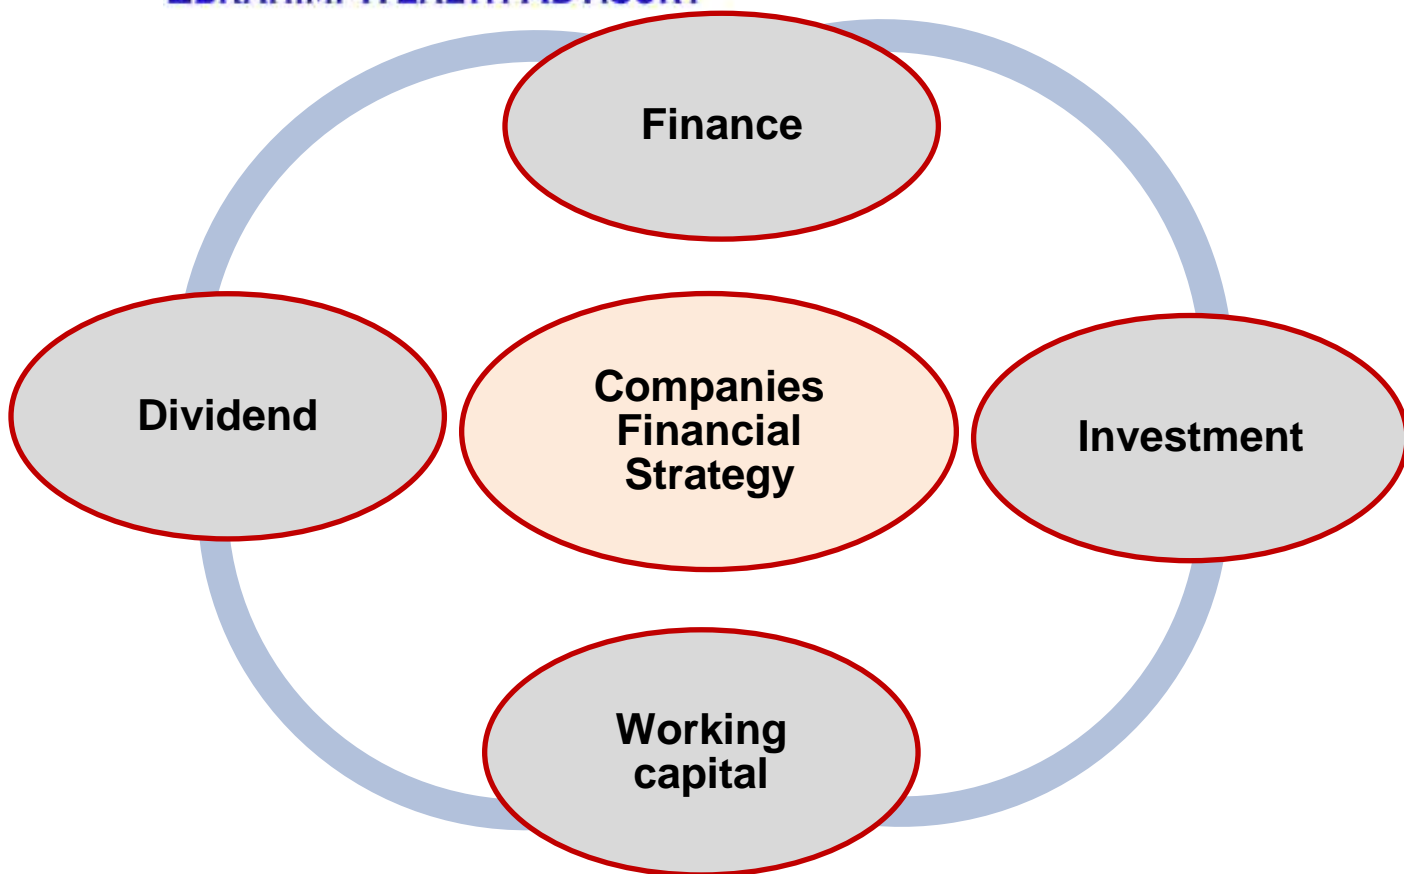 Finance
Dividend
Companies
Financial
Strategy
Investment
Working
capital